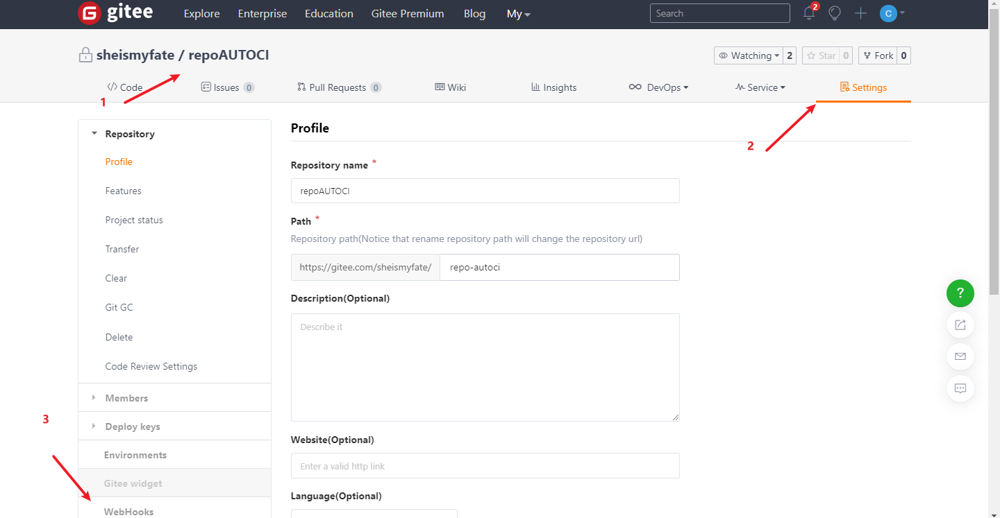 gitee Explore Enterprise Education Gitee Premium Blog My Search 2 C
sheismyfate / repoAUTOCI Watching 2 Star 0 Fork 0
1 Code Issues 0 Pull Requests 0 Wiki Insights DevOps Service Settings
2
Repository
Profile
Features
Project status
Transfer
Clear
Git GC
Delete
Code Review Settings
Members
3
Deploy keys
Environments
Gitee widget
WebHooks
Profile
Repository name *
repoAUTOCI
Path *
Repository path(Notice that rename repository path will change the repository url)
https://gitee.com/sheismyfate/ repo-autoci
Description(Optional)
Describe it
Website(Optional)
Enter a valid http link
Language(Optional)
?